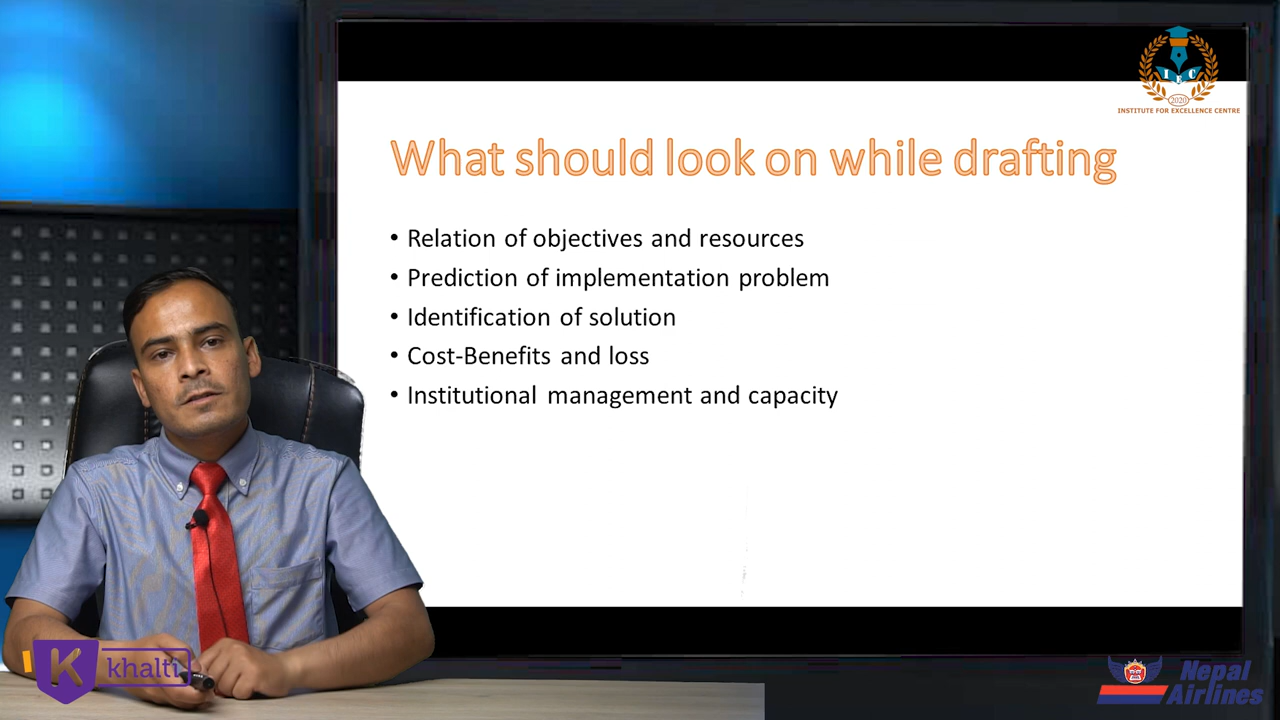 I E C
2020
INSTITUTE FOR EXCELLENCE CENTRE
What should look on while drafting
• Relation of objectives and resources
• Prediction of implementation problem
• Identification of solution
• Cost-Benefits and loss
• Institutional management and capacity
K khalti
Nepal
Airlines